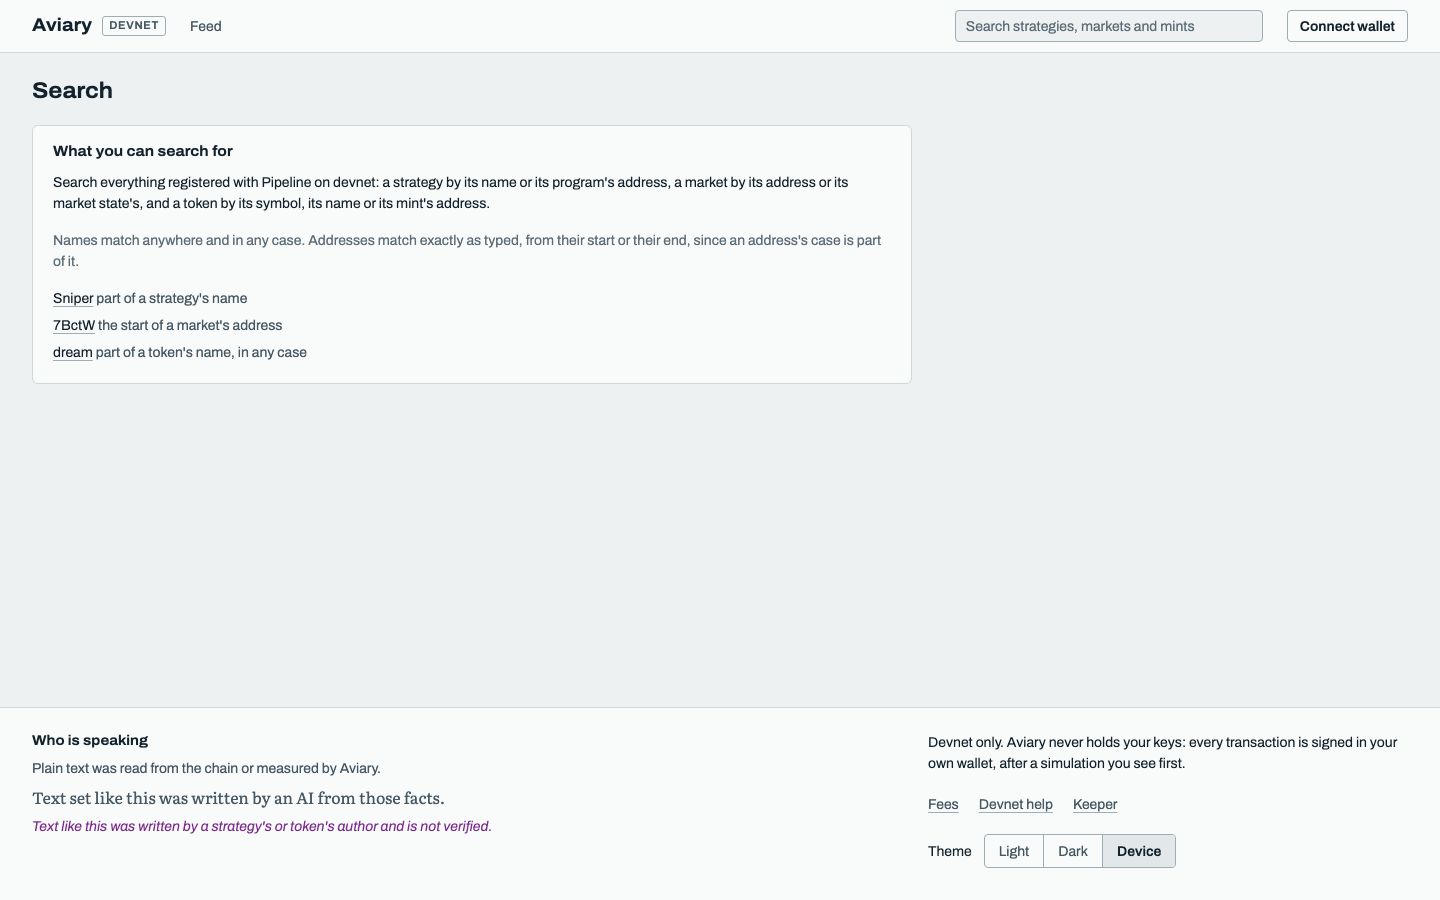 Aviary DEVNET Feed Search strategies, markets and mints Connect wallet
Search
What you can search for
Search everything registered with Pipeline on devnet: a strategy by its name or its program's address, a market by its address or its
market state's, and a token by its symbol, its name or its mint's address.
Names match anywhere and in any case. Addresses match exactly as typed, from their start or their end, since an address's case is part
of it.
Sniper part of a strategy's name
7BctW the start of a market's address
dream part of a token's name, in any case
Who is speaking
Plain text was read from the chain or measured by Aviary.
Text set like this was written by an AI from those facts.
Text like this was written by a strategy's or token's author and is not verified.
Devnet only. Aviary never holds your keys: every transaction is signed in your
own wallet, after a simulation you see first.
Fees Devnet help Keeper
Theme Light Dark Device